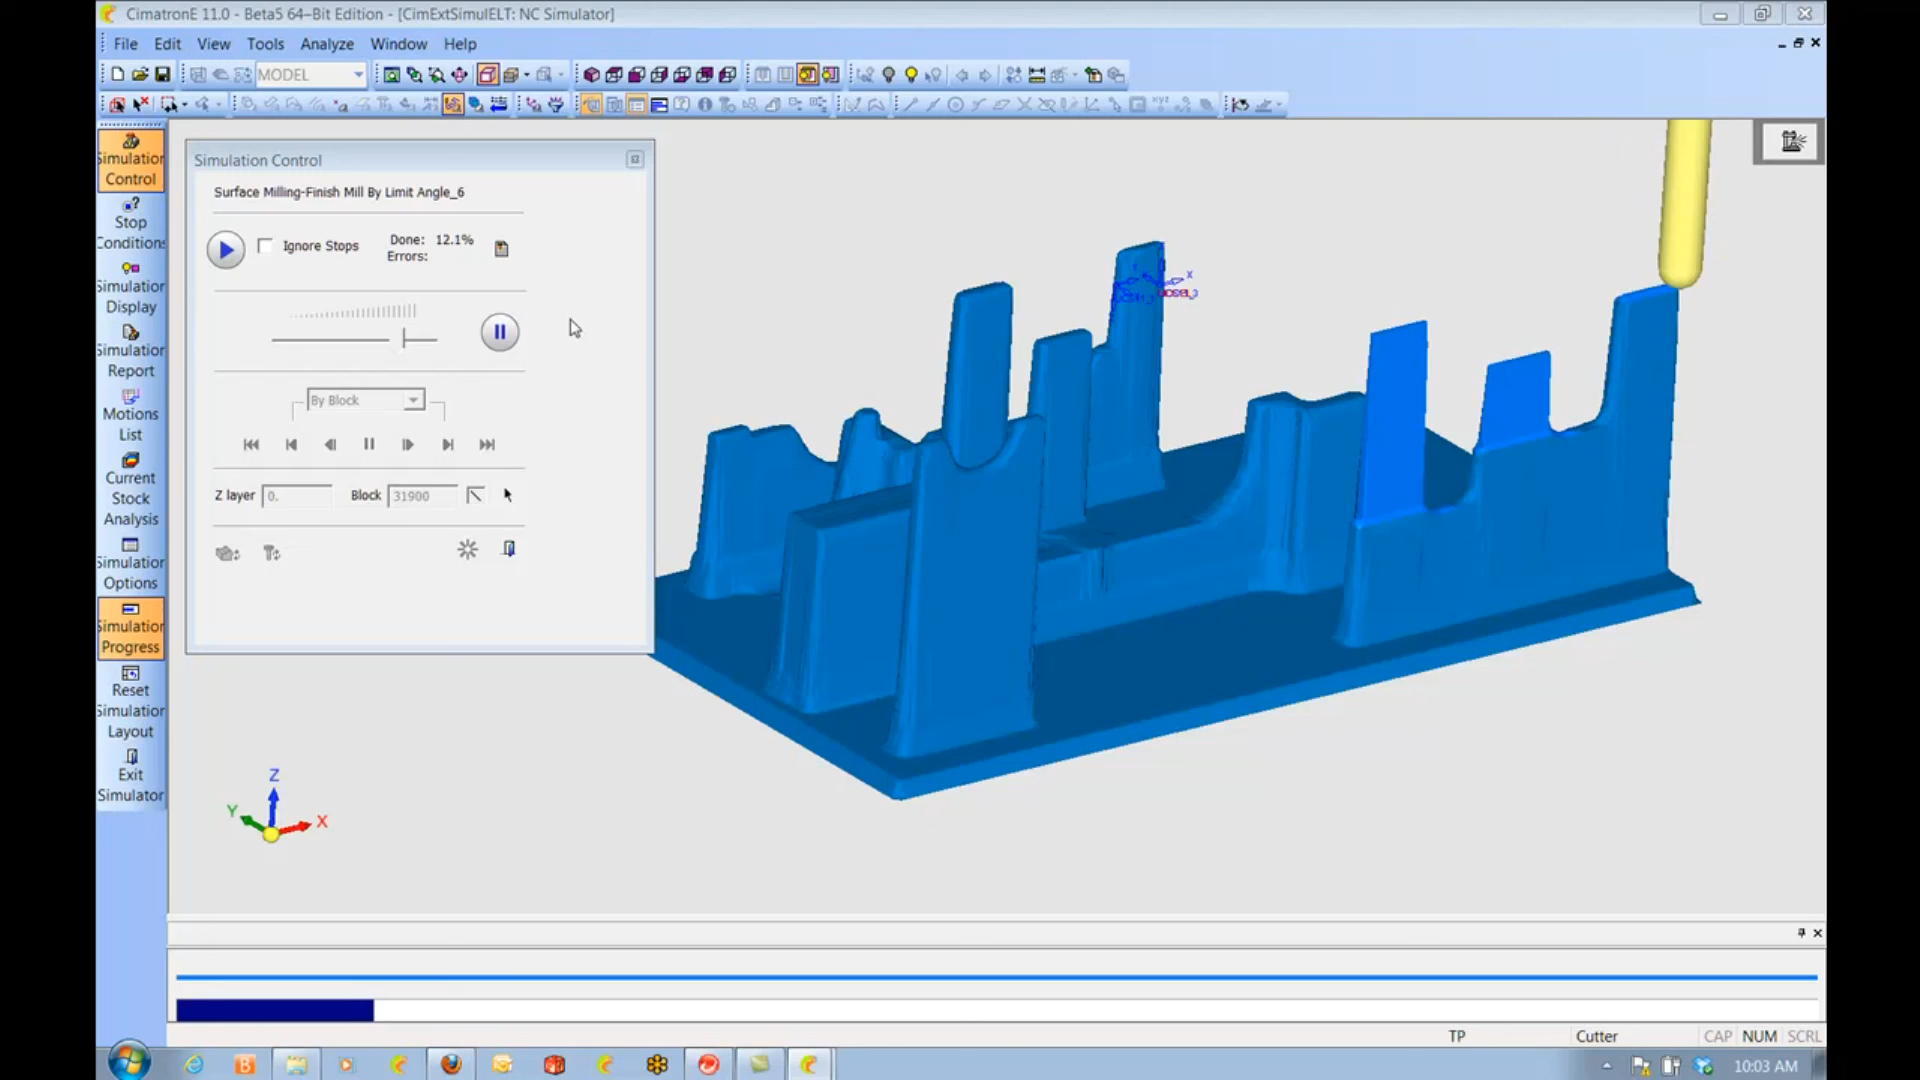 CimatronE 11.0 - Beta5 64-Bit Edition - [CimExtSimulELT: NC Simulator]
File Edit View Tools Analyze Window Help
MODEL
Simulation Control
Stop Conditions
Simulation Display
Simulation Report
Motions List
Current Stock Analysis
Simulation Options
Simulation Progress
Reset Simulation Layout
Exit Simulator
Simulation Control
Surface Milling-Finish Mill By Limit Angle_6
Ignore Stops Done: 12.1%
Errors:
By Block
Z layer 0. Block 31900
X
Z
Y
X
TP Cutter CAP NUM SCRL
10:03 AM